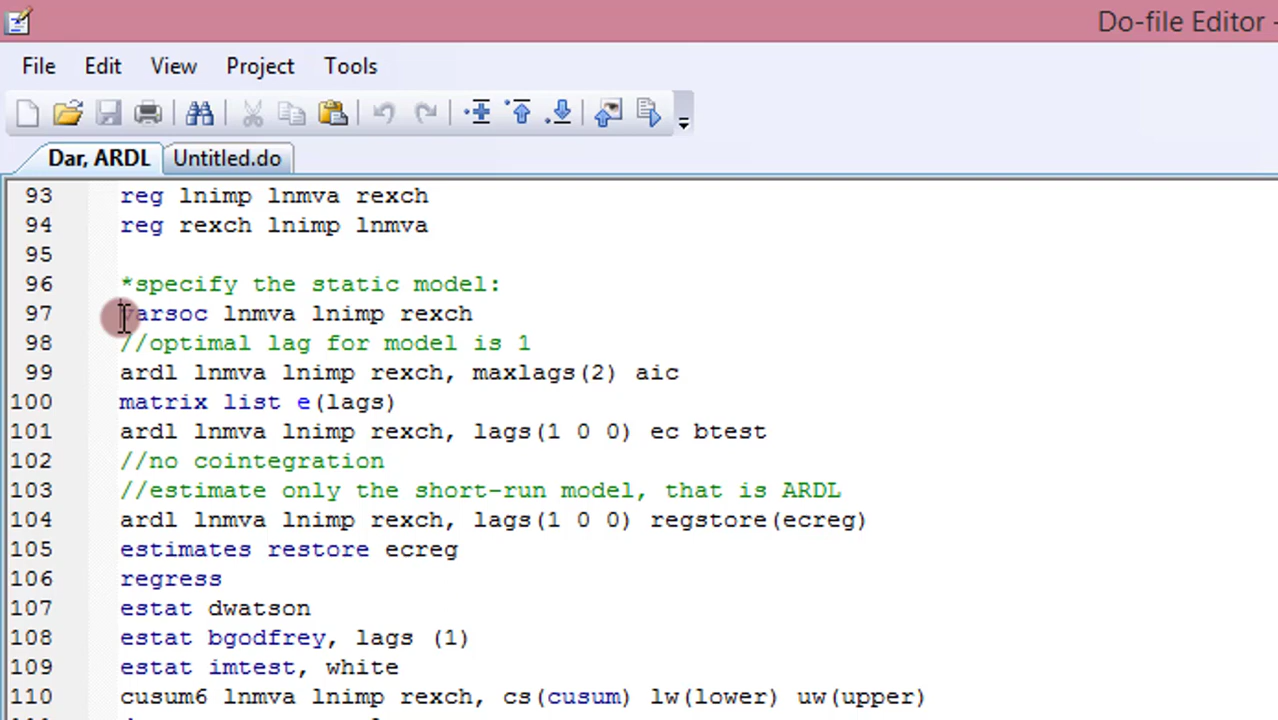 Do-file Editor -
File Edit View Project Tools
Dar, ARDL Untitled.do
93 reg lnimp lnmva rexch
94 reg rexch lnimp lnmva
95
96 *specify the static model:
97 varsoc lnmva lnimp rexch
98 //optimal lag for model is 1
99 ardl lnmva lnimp rexch, maxlags(2) aic
100 matrix list e(lags)
101 ardl lnmva lnimp rexch, lags(1 0 0) ec btest
102 //no cointegration
103 //estimate only the short-run model, that is ARDL
104 ardl lnmva lnimp rexch, lags(1 0 0) regstore(ecreg)
105 estimates restore ecreg
106 regress
107 estat dwatson
108 estat bgodfrey, lags (1)
109 estat imtest, white
110 cusum6 lnmva lnimp rexch, cs(cusum) lw(lower) uw(upper)